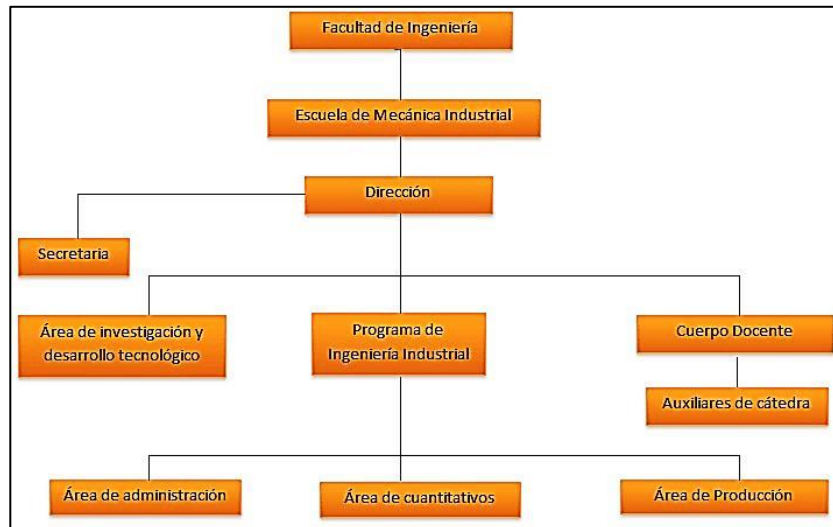 Facultad de Ingeniería
Escuela de Mecánica Industrial
Dirección
Secretaria
Área de investigación y
desarrollo tecnológico
Programa de
Ingeniería Industrial
Cuerpo Docente
Auxiliares de cátedra
Área de administración
Área de cuantitativos
Área de Producción